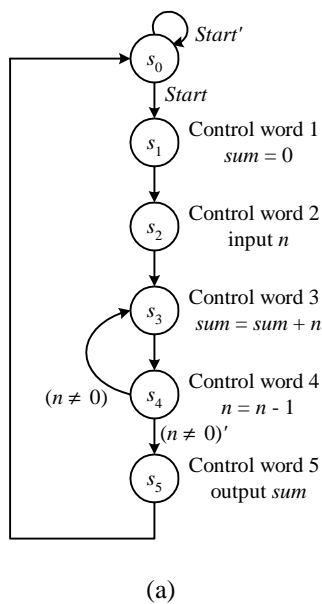 Start'
s0
Start
s1
Control word 1
sum = 0
s2
Control word 2
input n
s3
Control word 3
sum = sum + n
s4
Control word 4
n = n - 1
(n ≠ 0)
(n ≠ 0)'
s5
Control word 5
output sum
(a)